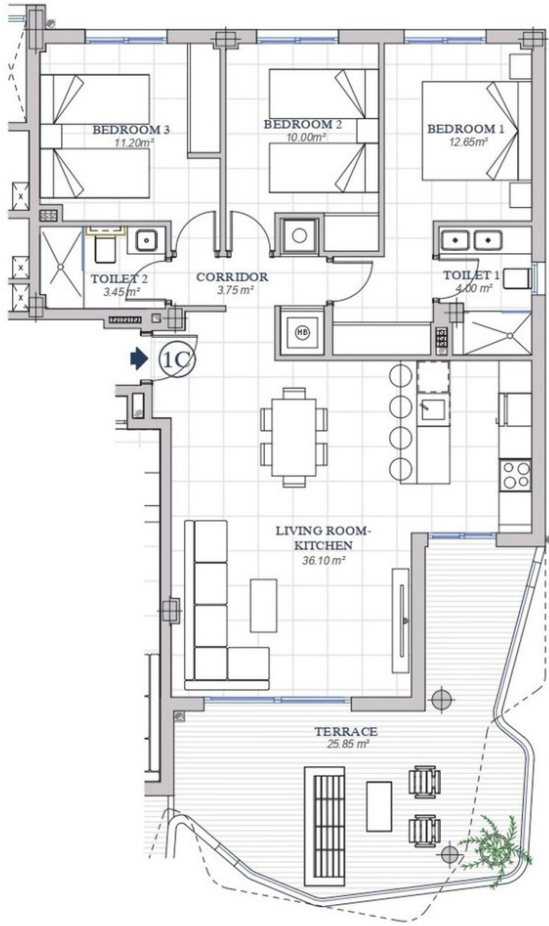 BEDROOM 3
11.20m²
BEDROOM 2
10.00m²
BEDROOM 1
12.65m²
TOILET 2
3.45m²
CORRIDOR
3.75 m²
TOILET 1
4.00 m²
HB
1C
LIVING ROOM-
KITCHEN
36.10 m²
TERRACE
25.85 m²